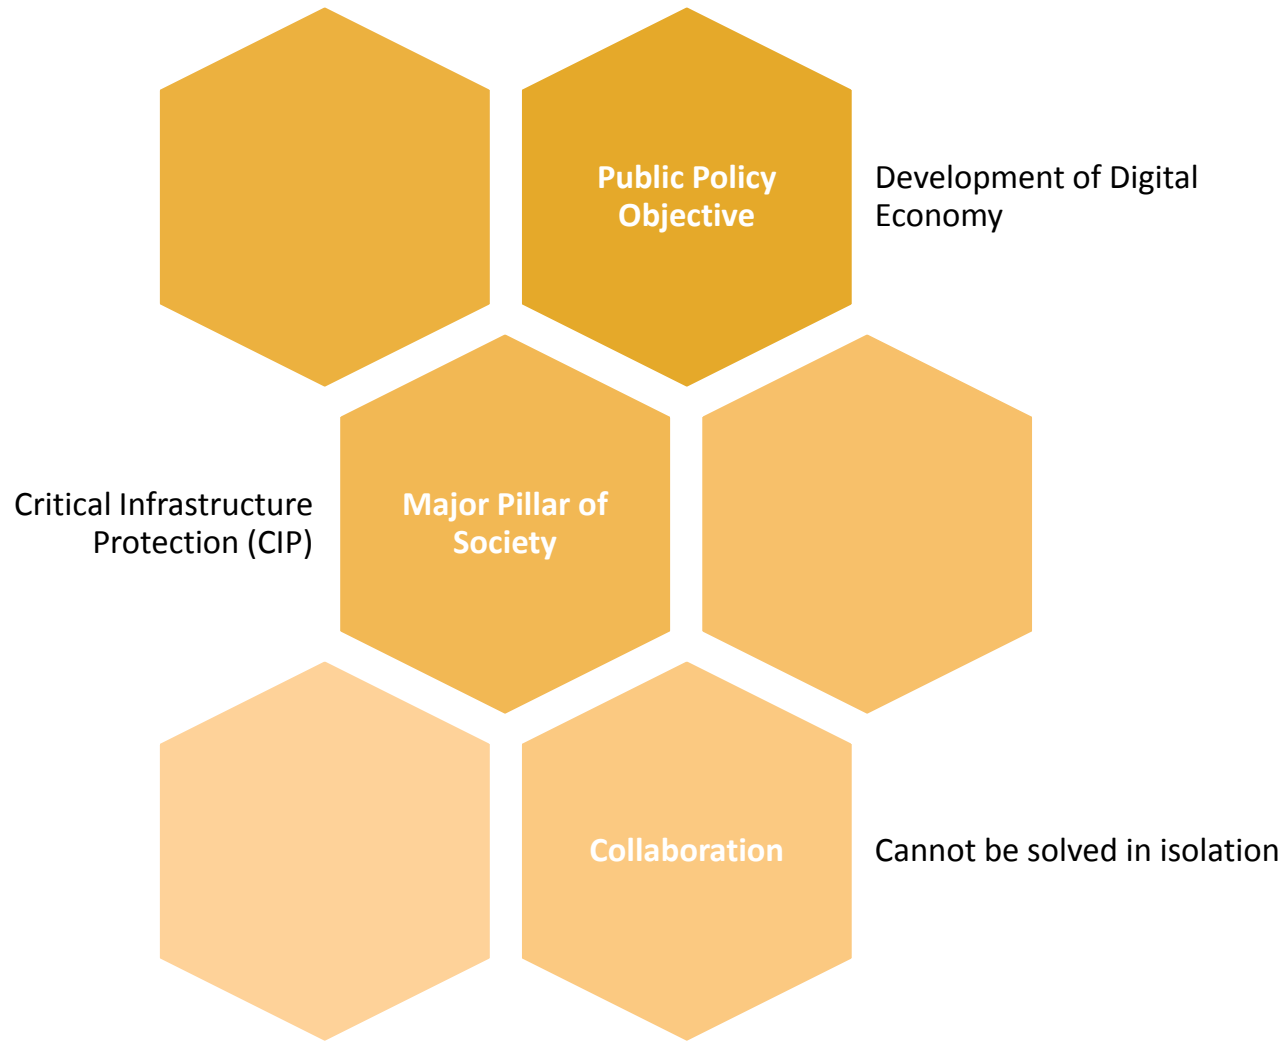 Public Policy
Objective
Development of Digital
Economy
Critical Infrastructure
Protection (CIP)
Major Pillar of
Society
Collaboration
Cannot be solved in isolation